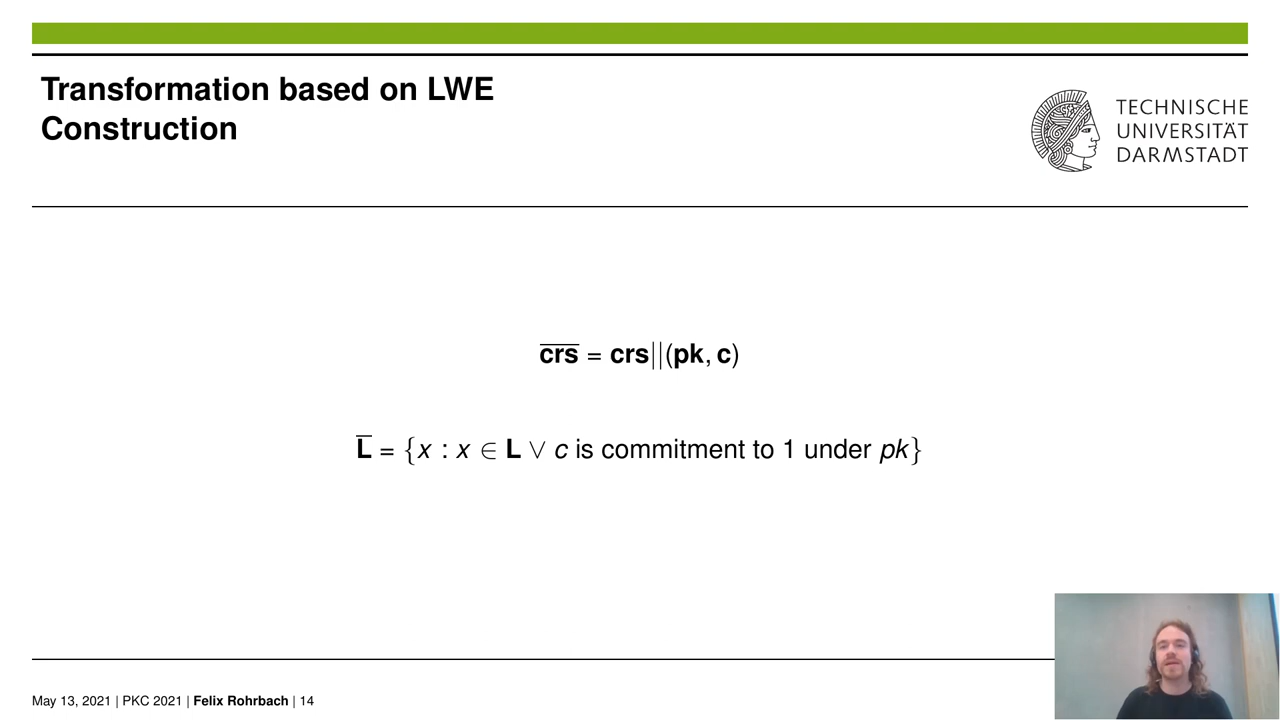 Transformation based on LWE
Construction
TECHNISCHE
UNIVERSITÄT
DARMSTADT
c̅r̅s̅ = crs||(pk, c)
L̅ = {x : x ∈ L ∨ c is commitment to 1 under pk}
May 13, 2021 | PKC 2021 | Felix Rohrbach | 14